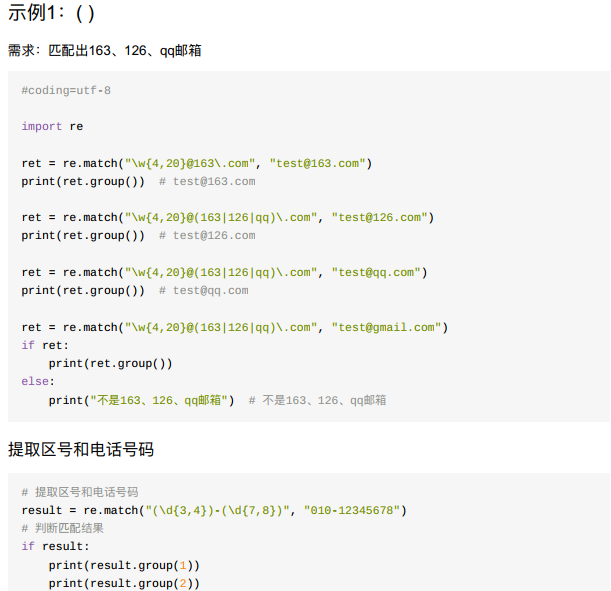 示例1：( )
需求：匹配出163、126、qq邮箱
#coding=utf-8
import re
ret = re.match("\w{4,20}@163\.com", "test@163.com")
print(ret.group())  # test@163.com
ret = re.match("\w{4,20}@(163|126|qq)\.com", "test@126.com")
print(ret.group())  # test@126.com
ret = re.match("\w{4,20}@(163|126|qq)\.com", "test@qq.com")
print(ret.group())  # test@qq.com
ret = re.match("\w{4,20}@(163|126|qq)\.com", "test@gmail.com")
if ret:
    print(ret.group())
else:
    print("不是163、126、qq邮箱")  # 不是163、126、qq邮箱
提取区号和电话号码
# 提取区号和电话号码
result = re.match("(\d{3,4})-(\d{7,8})", "010-12345678")
# 判断匹配结果
if result:
    print(result.group(1))
    print(result.group(2))